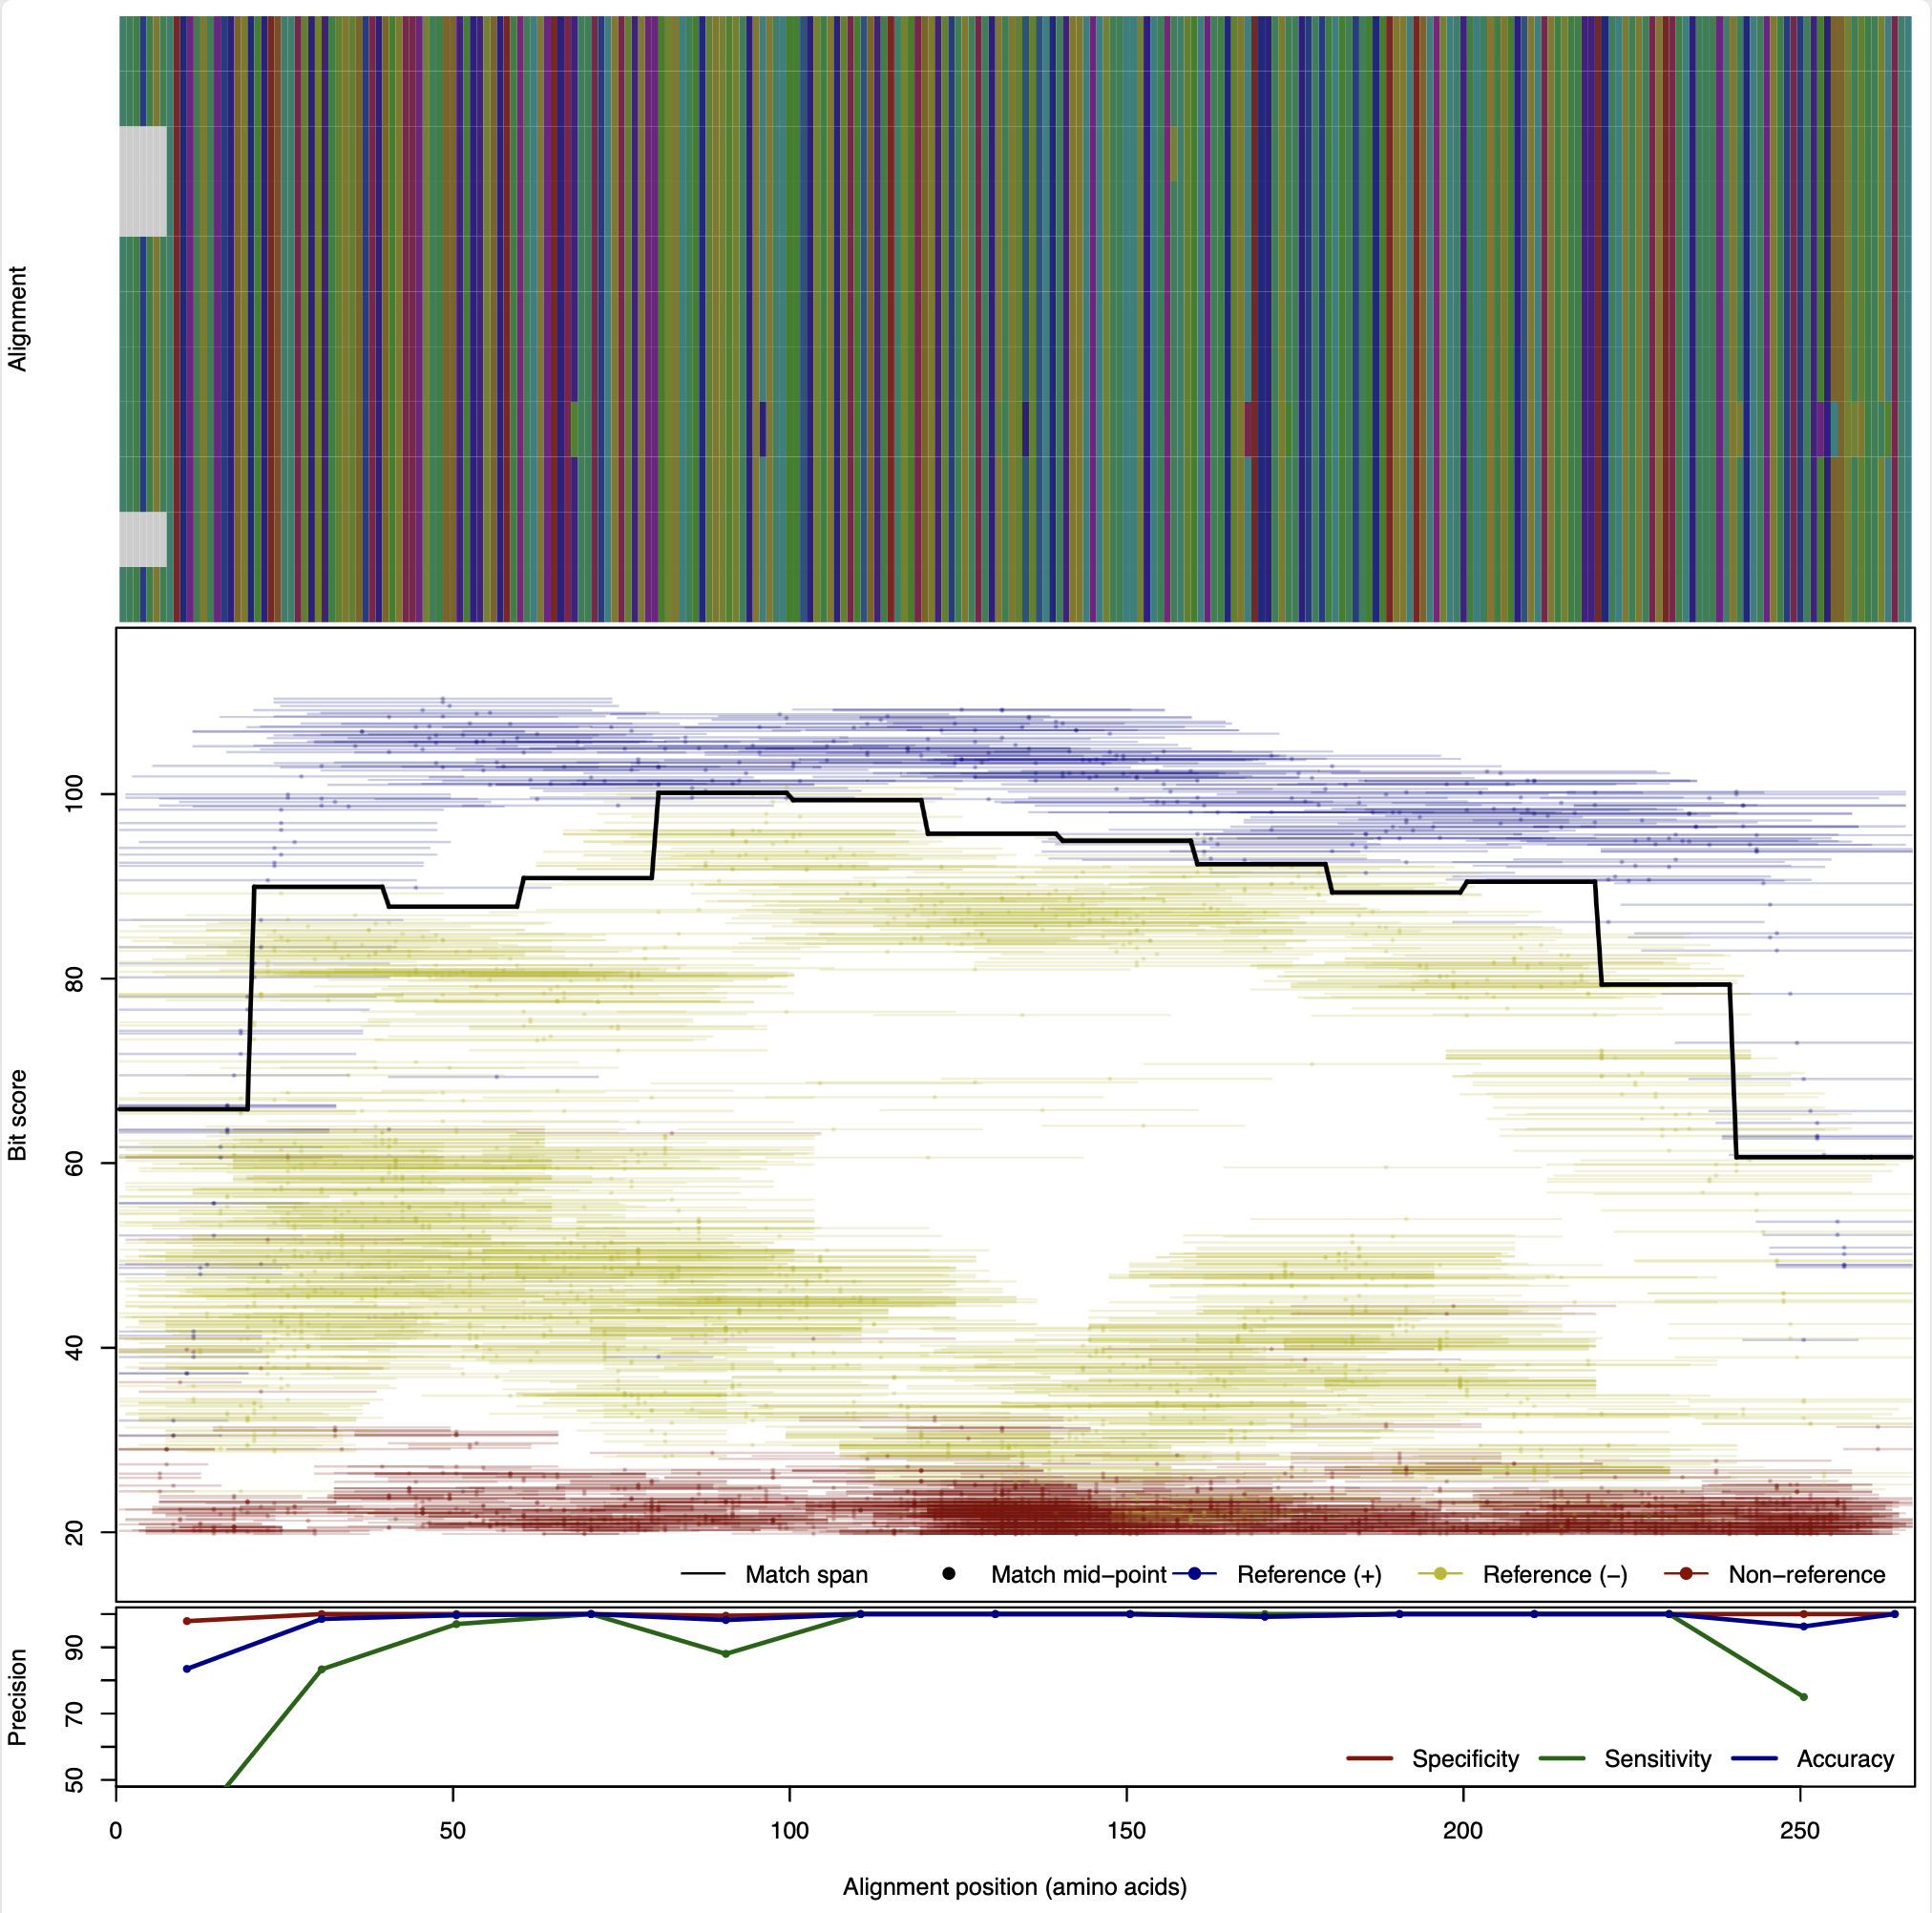 Alignment
Bit score
100
80
60
40
20
Match span
Match mid−point
Reference (+)
Reference (−)
Non−reference
Precision
90
70
50
Specificity
Sensitivity
Accuracy
0
50
100
150
200
250
Alignment position (amino acids)